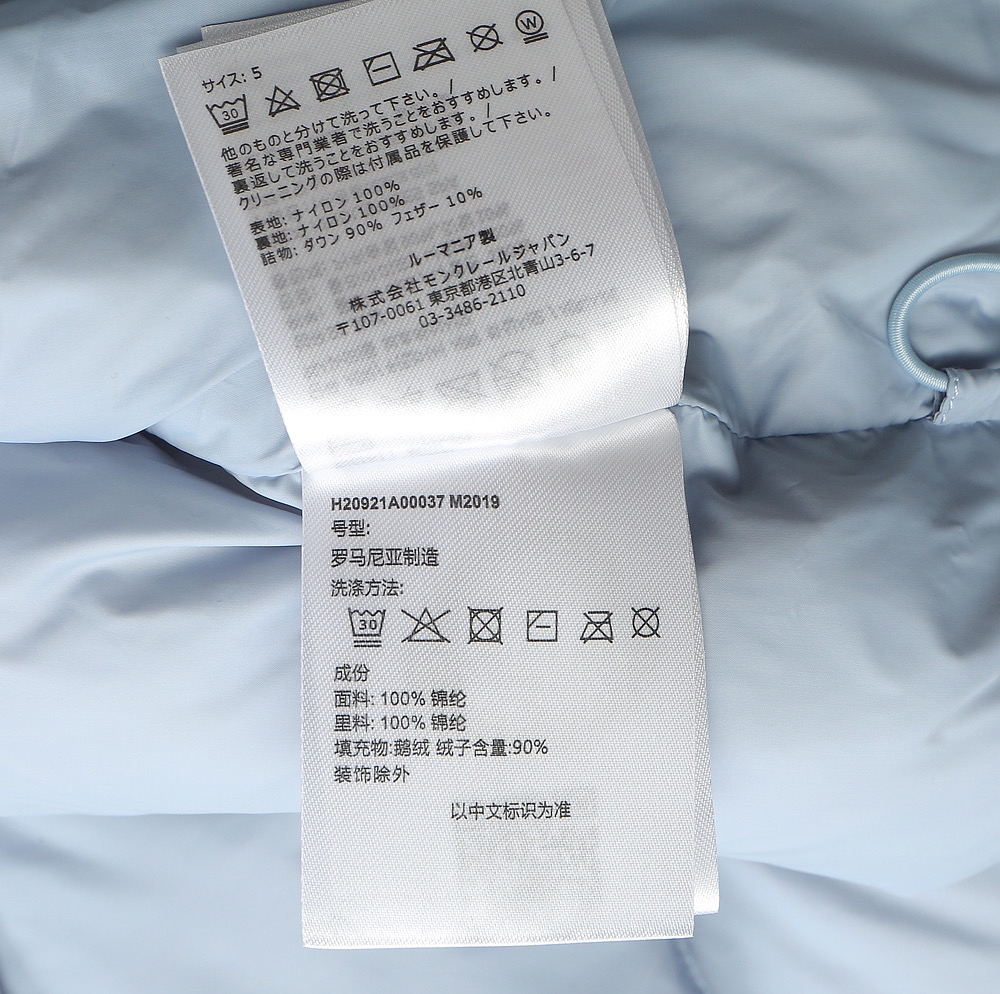 サイズ: 5
30 W
他のものと分けて洗って下さい。/
著名な専門業者で洗うことをおすすめします。/
裏返して洗うことをおすすめします。/
クリーニングの際は付属品を保護して下さい。
表地: ナイロン 100%
裏地: ナイロン 100%
詰物: ダウン 90% フェザー 10%
ルーマニア製
株式会社モンクレールジャパン
〒107-0061 東京都港区北青山3-6-7
03-3486-2110
H20921A00037 M2019
号型:
罗马尼亚制造
洗涤方法:
30
成份
面料: 100% 锦纶
里料: 100% 锦纶
填充物:鹅绒 绒子含量:90%
装饰除外
以中文标识为准